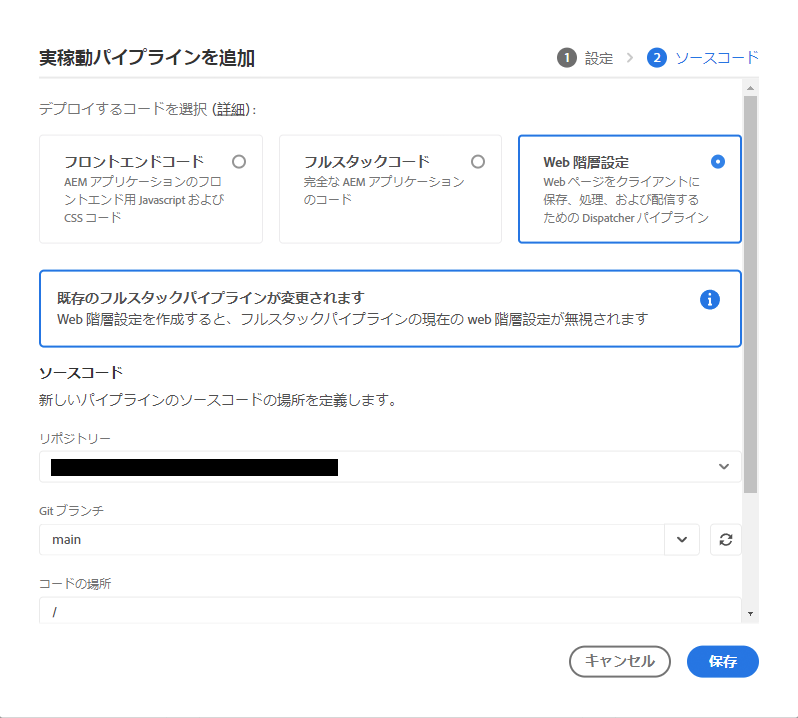 実稼動パイプラインを追加
1 設定 > 2 ソースコード
デプロイするコードを選択 (詳細):
フロントエンドコード
AEM アプリケーションのフロ
ントエンド用 Javascript および
CSS コード
フルスタックコード
完全な AEM アプリケーション
のコード
Web 階層設定
Web ページをクライアントに
保存、処理、および配信する
ための Dispatcher パイプライン
既存のフルスタックパイプラインが変更されます
Web 階層設定を作成すると、フルスタックパイプラインの現在の web 階層設定が無視されます
ソースコード
新しいパイプラインのソースコードの場所を定義します。
リポジトリー
Git ブランチ
main
コードの場所
/
キャンセル
保存